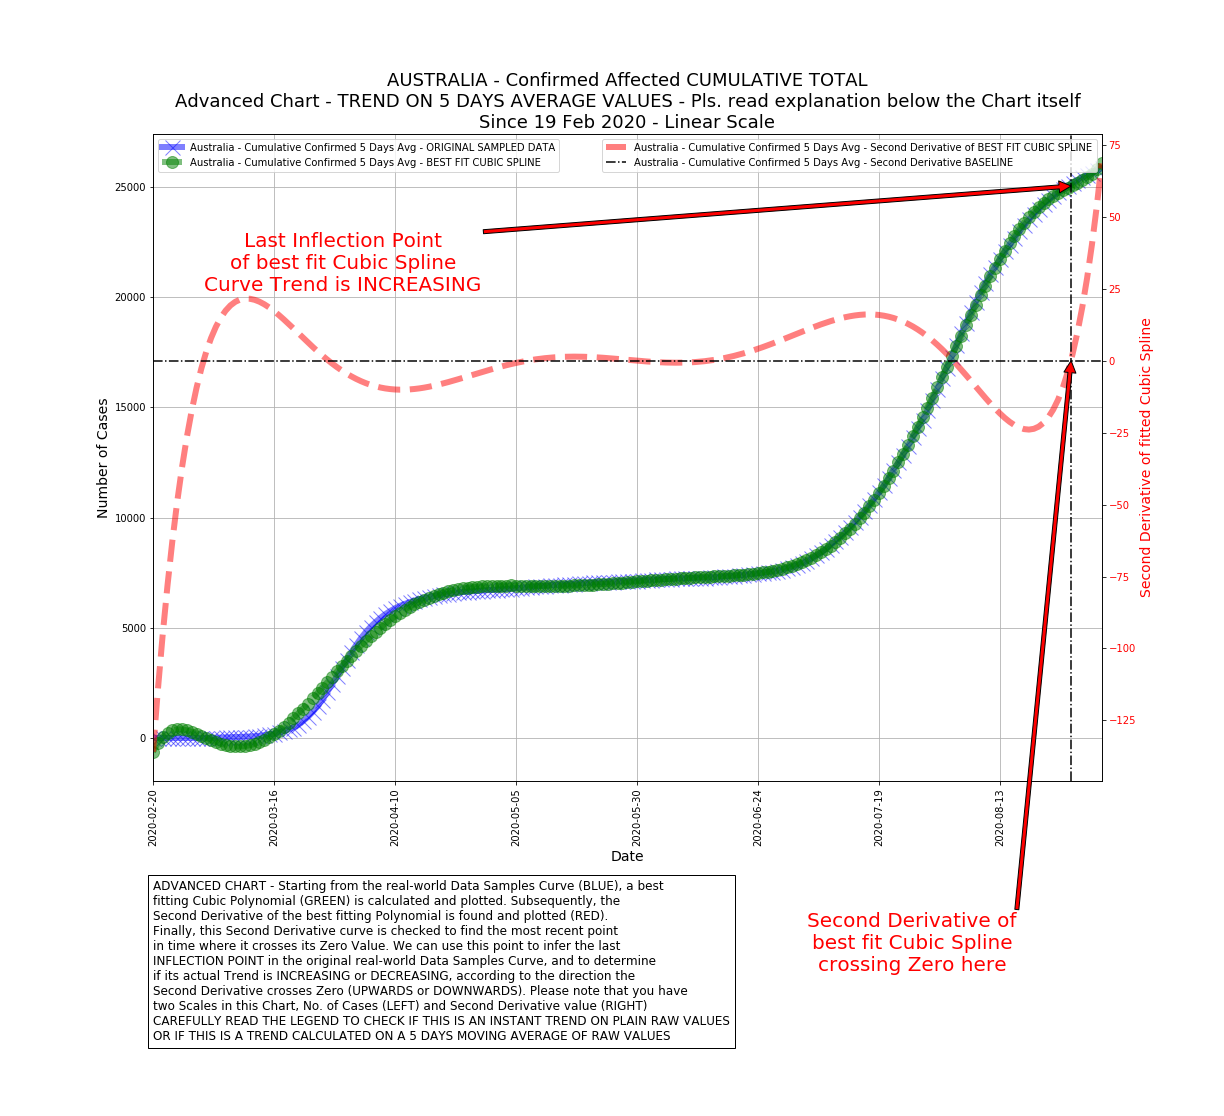 AUSTRALIA - Confirmed Affected CUMULATIVE TOTAL
Advanced Chart - TREND ON 5 DAYS AVERAGE VALUES - Pls. read explanation below the Chart itself
Since 19 Feb 2020 - Linear Scale
Australia - Cumulative Confirmed 5 Days Avg - ORIGINAL SAMPLED DATA
Australia - Cumulative Confirmed 5 Days Avg - BEST FIT CUBIC SPLINE
Australia - Cumulative Confirmed 5 Days Avg - Second Derivative of BEST FIT CUBIC SPLINE
Australia - Cumulative Confirmed 5 Days Avg - Second Derivative BASELINE
Last Inflection Point
of best fit Cubic Spline
Curve Trend is INCREASING
Number of Cases
25000
20000
15000
10000
5000
0
75
50
25
0
−25
−50
−75
−100
−125
Second Derivative of fitted Cubic Spline
2020-02-20
2020-03-16
2020-04-10
2020-05-05
2020-05-30
2020-06-24
2020-07-19
2020-08-13
Date
ADVANCED CHART - Starting from the real-world Data Samples Curve (BLUE), a best
fitting Cubic Polynomial (GREEN) is calculated and plotted. Subsequently, the
Second Derivative of the best fitting Polynomial is found and plotted (RED).
Finally, this Second Derivative curve is checked to find the most recent point
in time where it crosses its Zero Value. We can use this point to infer the last
INFLECTION POINT in the original real-world Data Samples Curve, and to determine
if its actual Trend is INCREASING or DECREASING, according to the direction the
Second Derivative crosses Zero (UPWARDS or DOWNWARDS). Please note that you have
two Scales in this Chart, No. of Cases (LEFT) and Second Derivative value (RIGHT)
CAREFULLY READ THE LEGEND TO CHECK IF THIS IS AN INSTANT TREND ON PLAIN RAW VALUES
OR IF THIS IS A TREND CALCULATED ON A 5 DAYS MOVING AVERAGE OF RAW VALUES
Second Derivative of
best fit Cubic Spline
crossing Zero here